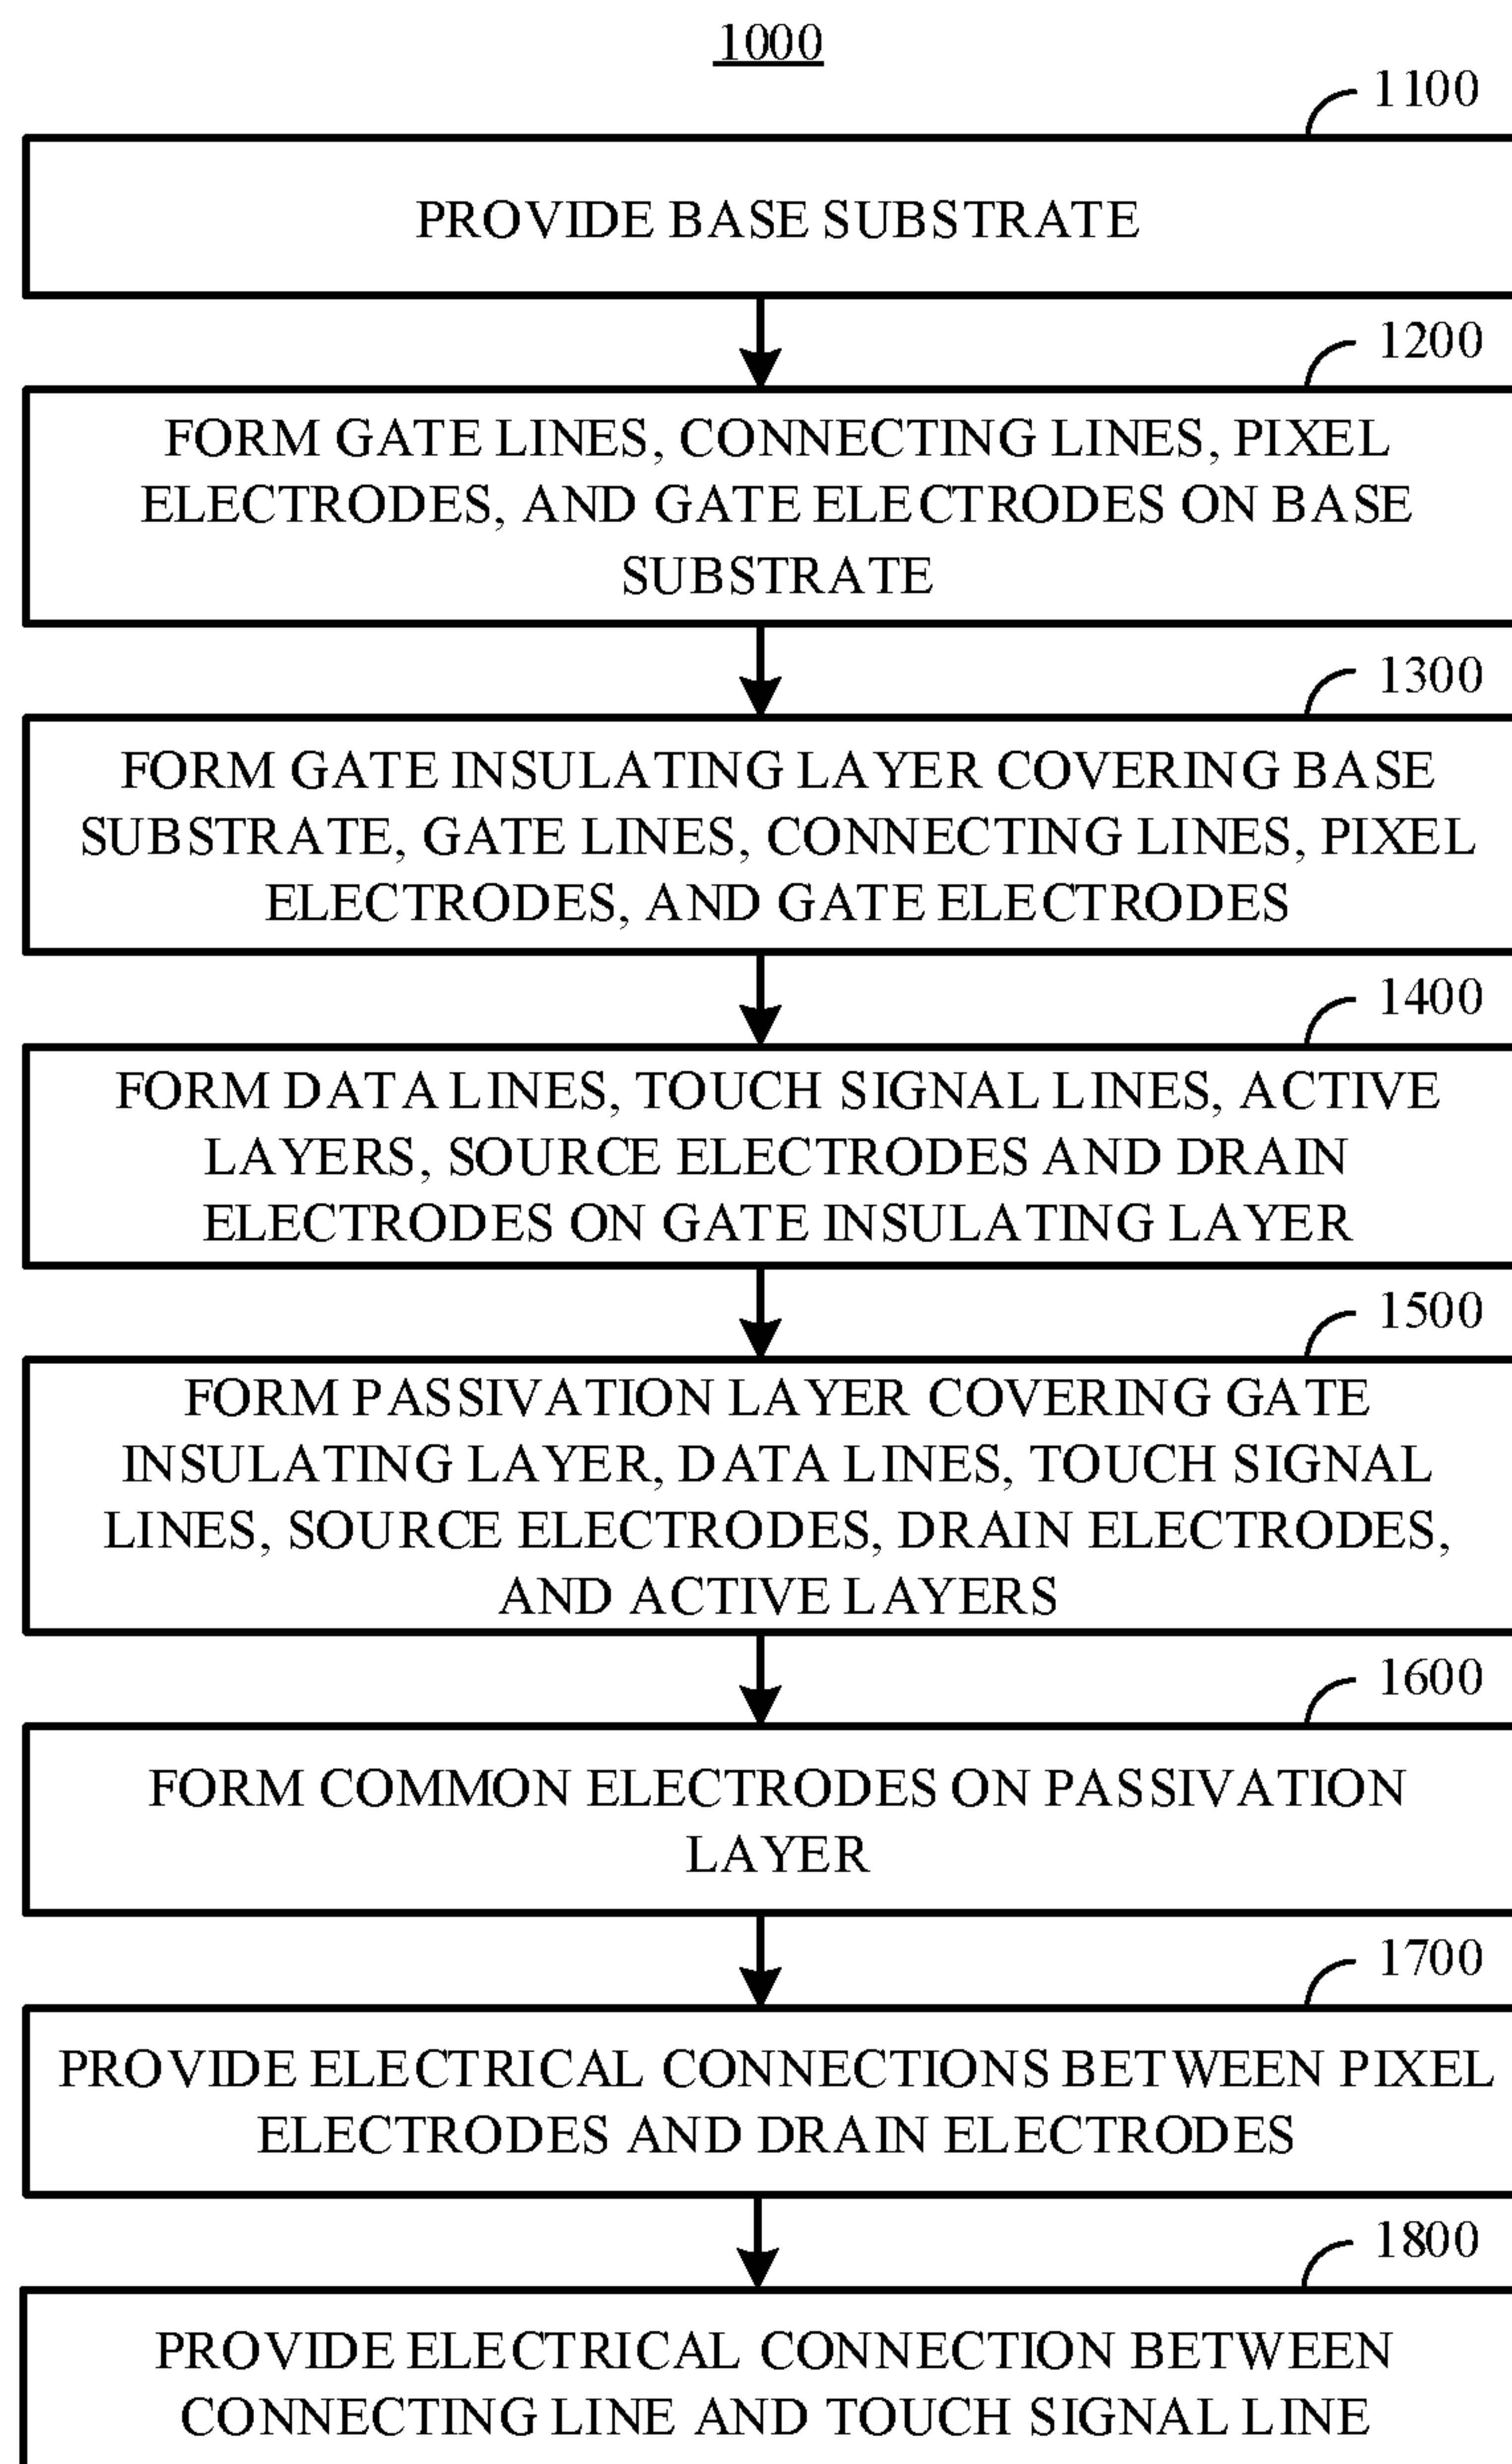 1000
1100
PROVIDE BASE SUBSTRATE
1200
FORM GATE LINES, CONNECTING LINES, PIXEL
ELECTRODES, AND GATE ELECTRODES ON BASE
SUBSTRATE
1300
FORM GATE INSULATING LAYER COVERING BASE
SUBSTRATE, GATE LINES, CONNECTING LINES, PIXEL
ELECTRODES, AND GATE ELECTRODES
1400
FORM DATA LINES, TOUCH SIGNAL LINES, ACTIVE
LAYERS, SOURCE ELECTRODES AND DRAIN
ELECTRODES ON GATE INSULATING LAYER
1500
FORM PASSIVATION LAYER COVERING GATE
INSULATING LAYER, DATA LINES, TOUCH SIGNAL
LINES, SOURCE ELECTRODES, DRAIN ELECTRODES,
AND ACTIVE LAYERS
1600
FORM COMMON ELECTRODES ON PASSIVATION
LAYER
1700
PROVIDE ELECTRICAL CONNECTIONS BETWEEN PIXEL
ELECTRODES AND DRAIN ELECTRODES
1800
PROVIDE ELECTRICAL CONNECTION BETWEEN
CONNECTING LINE AND TOUCH SIGNAL LINE